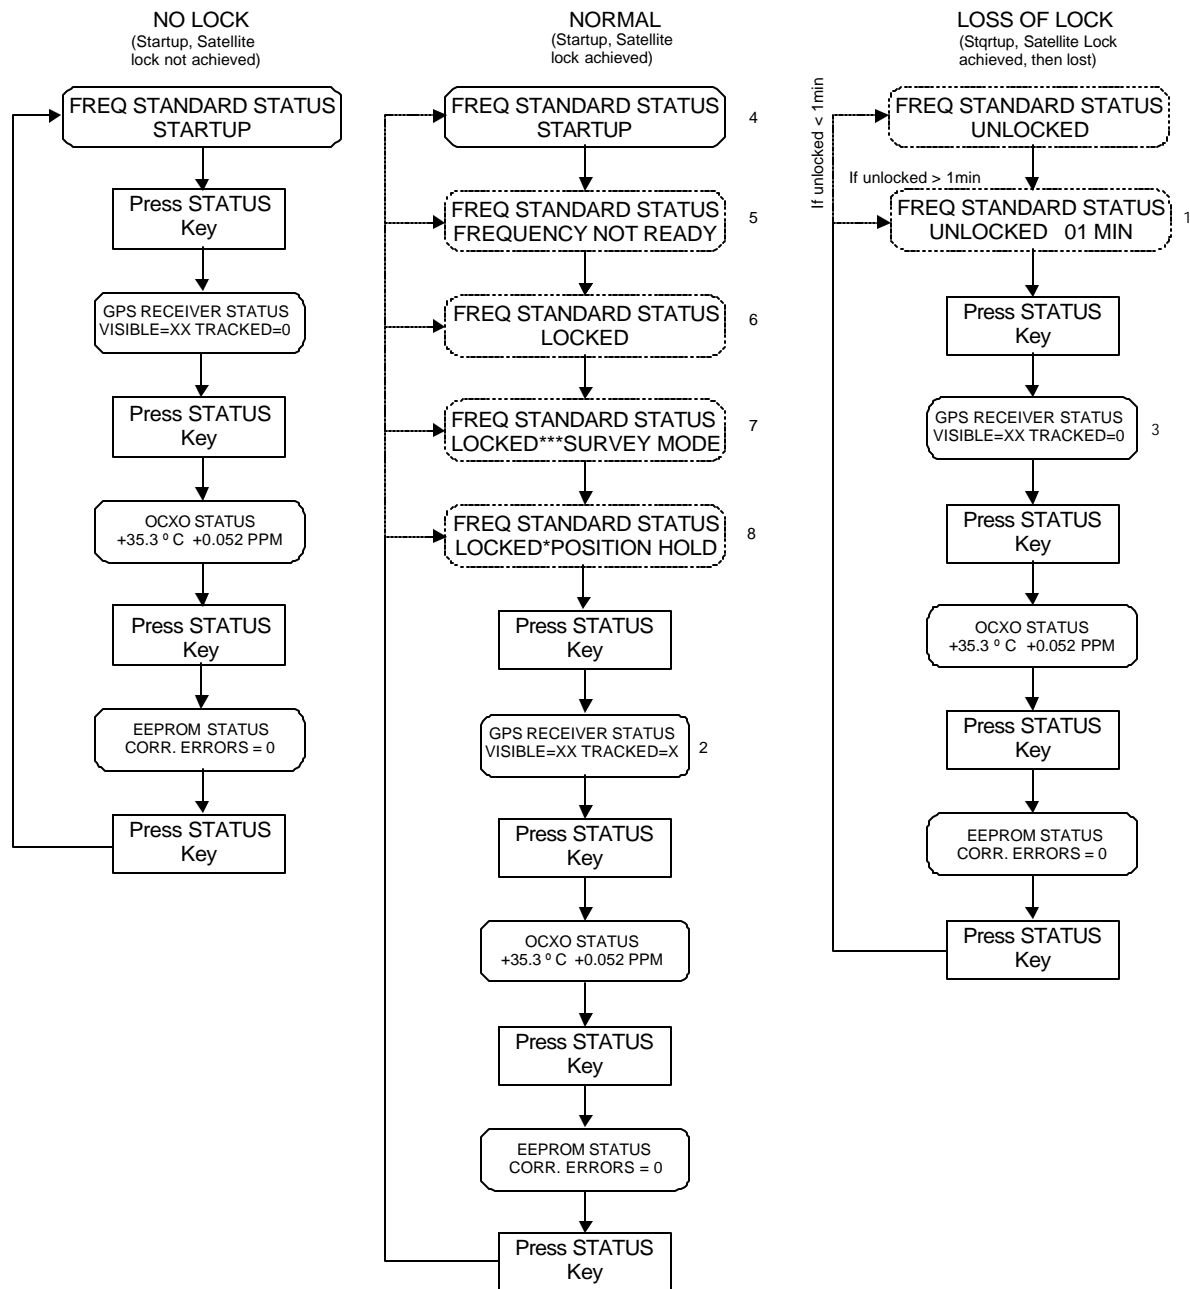 NO LOCK
(Startup, Satellite
lock not achieved)
FREQ STANDARD STATUS
STARTUP
Press STATUS
Key
GPS RECEIVER STATUS
VISIBLE=XX TRACKED=0
Press STATUS
Key
OCXO STATUS
+35.3 º C +0.052 PPM
Press STATUS
Key
EEPROM STATUS
CORR. ERRORS = 0
Press STATUS
Key
NORMAL
(Startup, Satellite
lock achieved)
FREQ STANDARD STATUS
STARTUP
4
FREQ STANDARD STATUS
FREQUENCY NOT READY
5
FREQ STANDARD STATUS
LOCKED
6
FREQ STANDARD STATUS
LOCKED***SURVEY MODE
7
FREQ STANDARD STATUS
LOCKED*POSITION HOLD
8
Press STATUS
Key
GPS RECEIVER STATUS
VISIBLE=XX TRACKED=X
2
Press STATUS
Key
OCXO STATUS
+35.3 º C +0.052 PPM
Press STATUS
Key
EEPROM STATUS
CORR. ERRORS = 0
Press STATUS
Key
LOSS OF LOCK
(Stqrtup, Satellite Lock
achieved, then lost)
If unlocked < 1min
FREQ STANDARD STATUS
UNLOCKED
If unlocked > 1min
FREQ STANDARD STATUS
UNLOCKED 01 MIN
1
Press STATUS
Key
GPS RECEIVER STATUS
VISIBLE=XX TRACKED=0
3
Press STATUS
Key
OCXO STATUS
+35.3 º C +0.052 PPM
Press STATUS
Key
EEPROM STATUS
CORR. ERRORS = 0
Press STATUS
Key